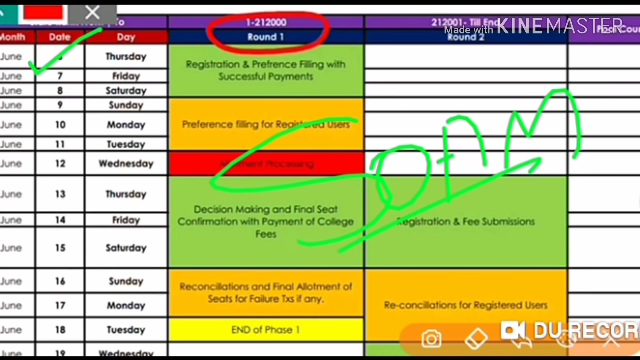 To 1-212000 212001 - Till End
Month Date Day Round 1 Round 2
Made with KINEMASTER
June Thursday Registration & Prefrence Filling with Successful Payments
June 7 Friday
June 8 Saturday
June 9 Sunday Preference filling for Registered Users
June 10 Monday
June 11 Tuesday
June 12 Wednesday Processing
June 13 Thursday Decision Making and Final Seat Confirmation with Payment of College Fees Registration & Fee Submissions
June 14 Friday
June 15 Saturday
June 16 Sunday Reconciliations and Final Allotment of Seats for Failure Txs if any. Re-conciliations for Registered Users
June 17 Monday
June 18 Tuesday END of Phase 1
19 Wednesday
DU RECOR